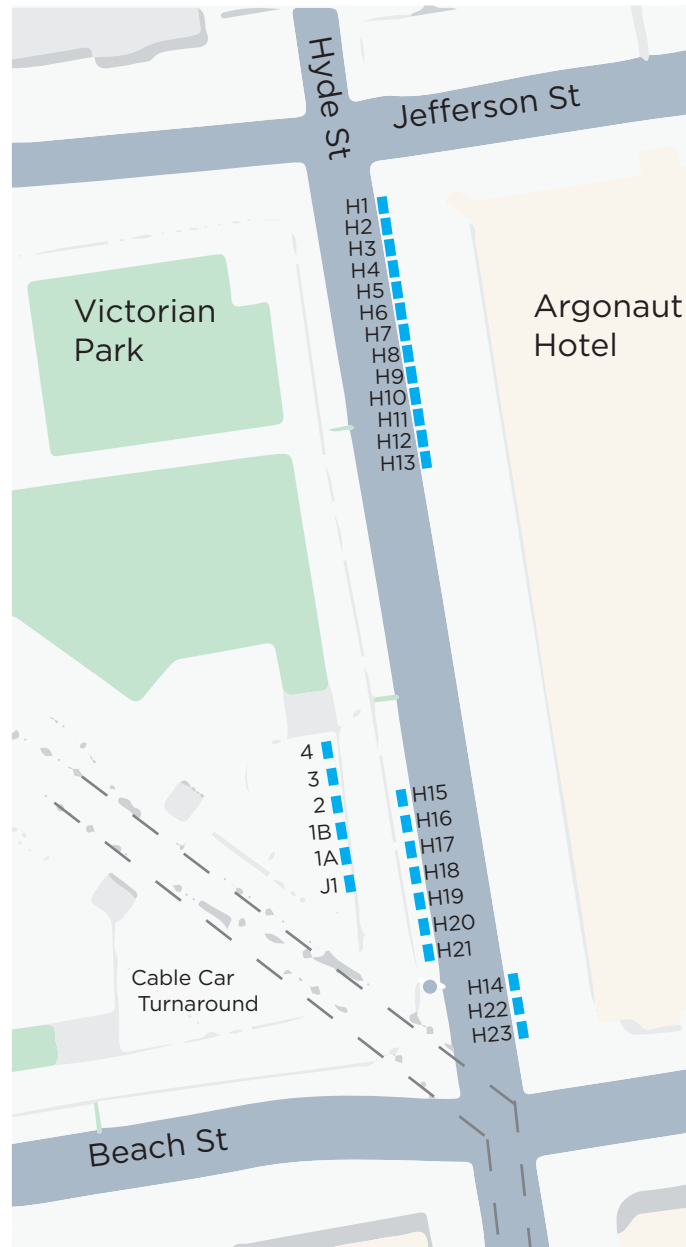 Hyde St
Jefferson St
H1
H2
H3
H4
H5
H6
H7
H8
H9
H10
H11
H12
H13
Victorian
Park
Argonaut
Hotel
4
3
2
1B
1A
J1
H15
H16
H17
H18
H19
H20
H21
H14
H22
H23
Cable Car
Turnaround
Beach St